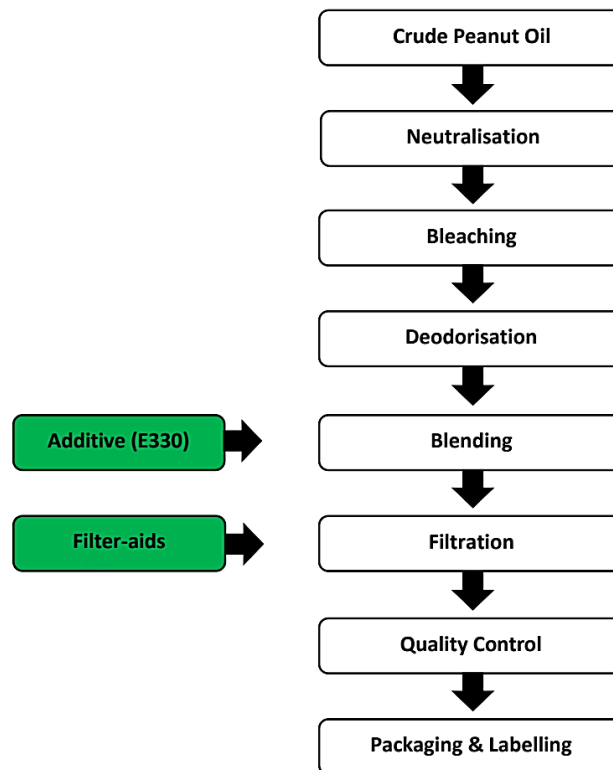 Crude Peanut Oil
Neutralisation
Bleaching
Deodorisation
Additive (E330)
Blending
Filter-aids
Filtration
Quality Control
Packaging & Labelling